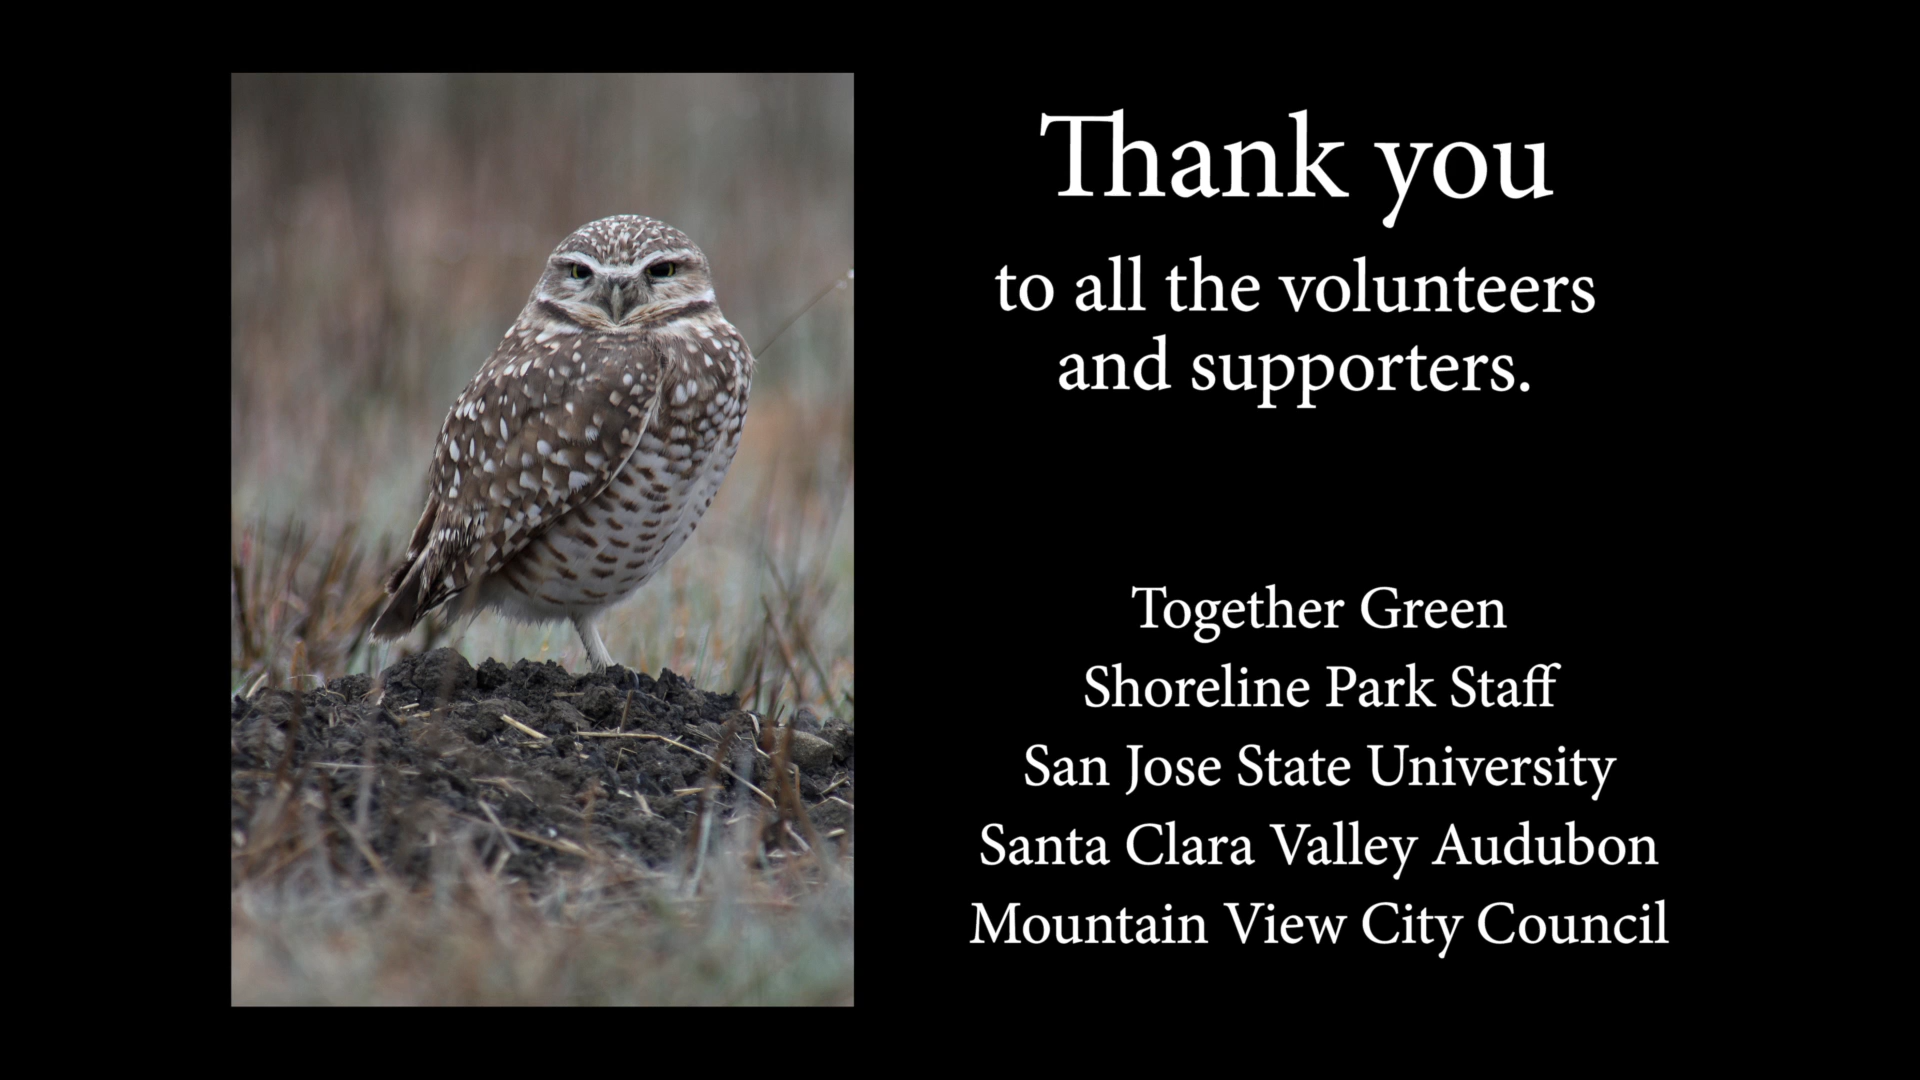 Thank you
to all the volunteers
and supporters.
Together Green
Shoreline Park Staff
San Jose State University
Santa Clara Valley Audubon
Mountain View City Council